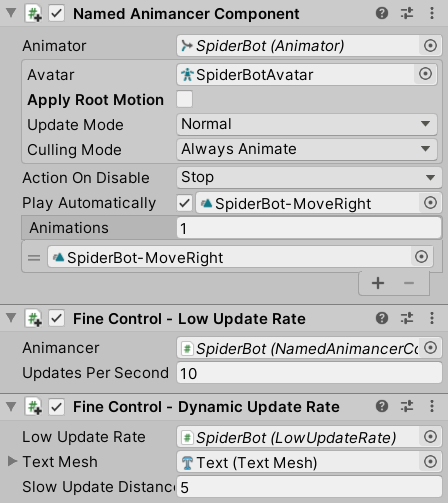 Named Animancer Component
Animator SpiderBot (Animator)
Avatar SpiderBotAvatar
Apply Root Motion
Update Mode Normal
Culling Mode Always Animate
Action On Disable Stop
Play Automatically SpiderBot-MoveRight
Animations 1
SpiderBot-MoveRight
Fine Control - Low Update Rate
Animancer SpiderBot (NamedAnimancerCo
Updates Per Second 10
Fine Control - Dynamic Update Rate
Low Update Rate SpiderBot (LowUpdateRate)
Text Mesh Text (Text Mesh)
Slow Update Distanc 5